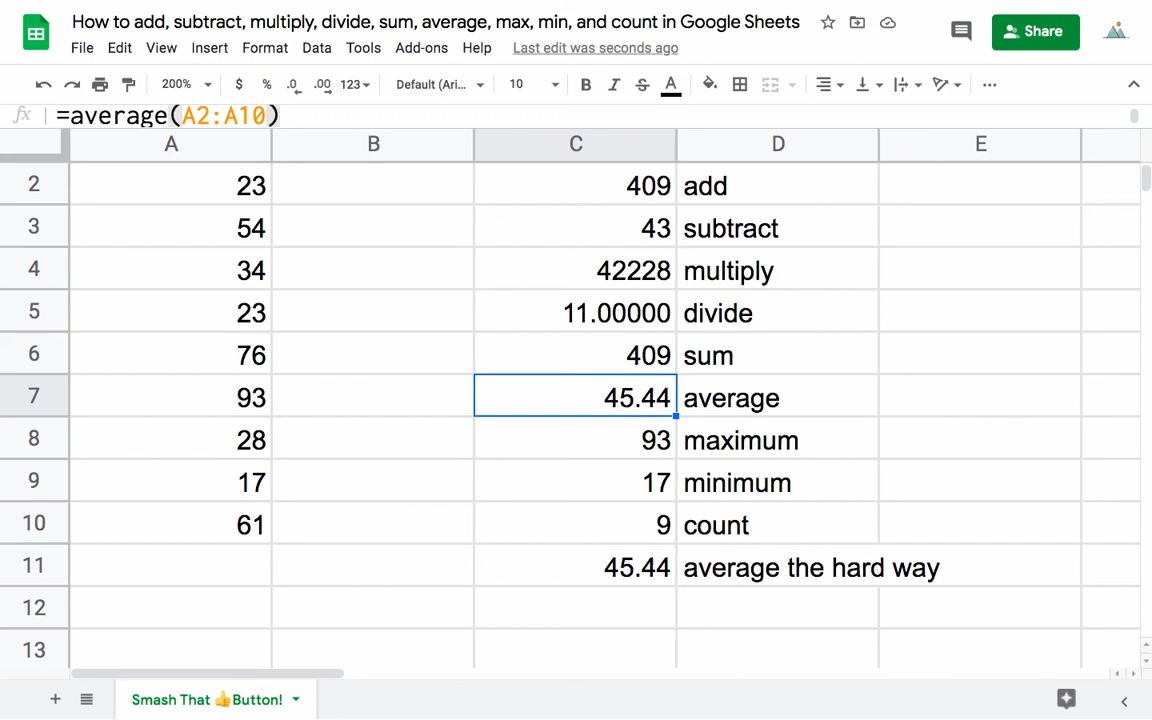 How to add, subtract, multiply, divide, sum, average, max, min, and count in Google Sheets
File Edit View Insert Format Data Tools Add-ons Help Last edit was seconds ago
Share
200% $ % .0 .00 123 Default (Ari... 10 B I S A
fx =average(A2:A10)
A B C D E
2 23 409 add
3 54 43 subtract
4 34 42228 multiply
5 23 11.00000 divide
6 76 409 sum
7 93 45.44 average
8 28 93 maximum
9 17 17 minimum
10 61 9 count
11 45.44 average the hard way
12
13
Smash That 👍Button!